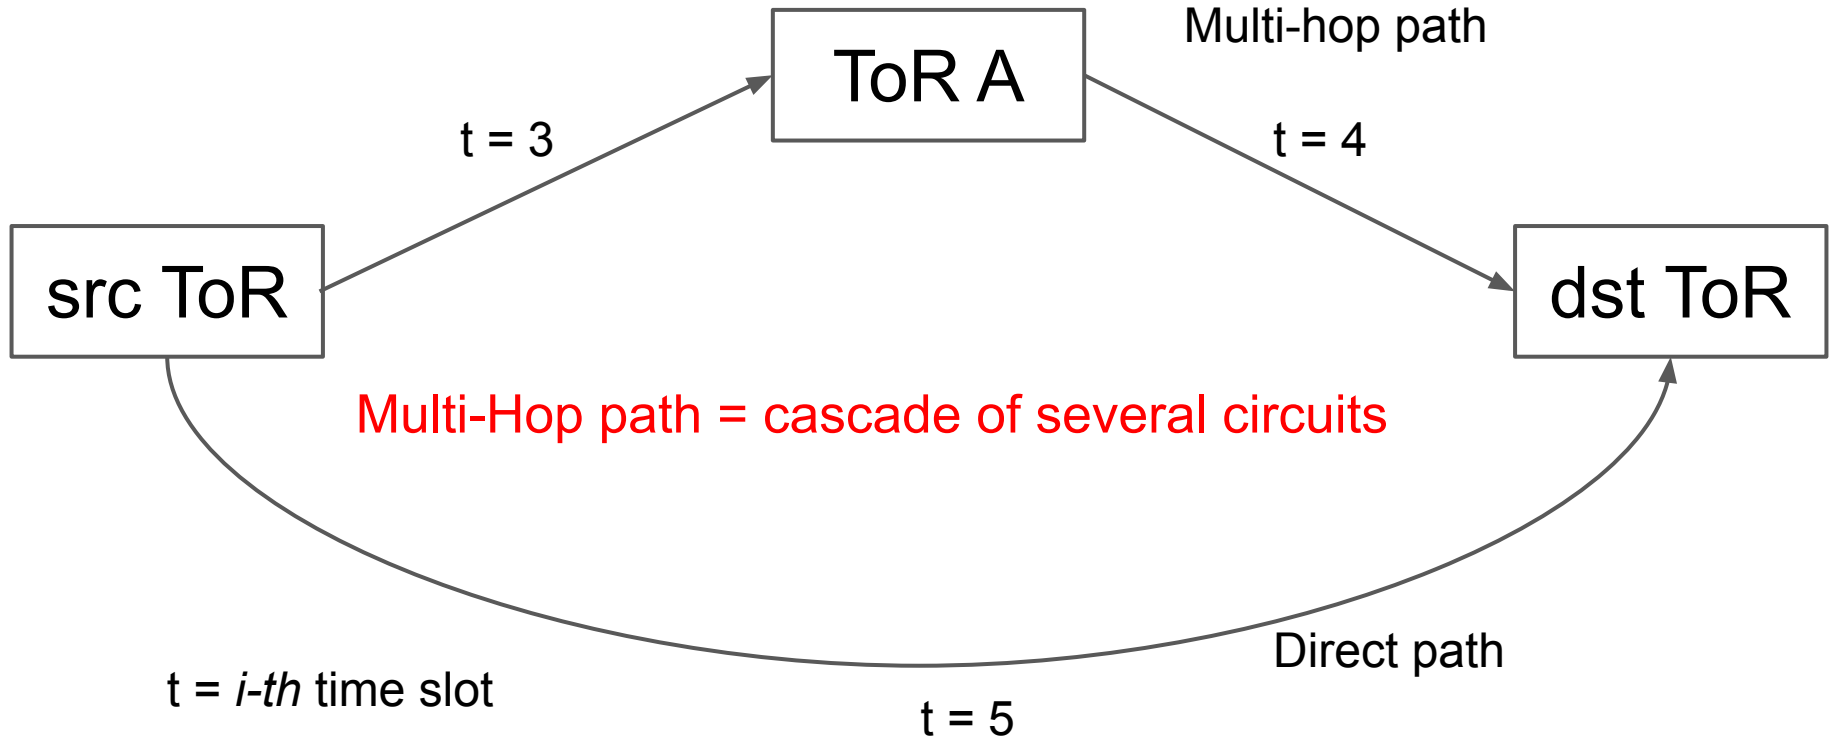 Multi-hop path
ToR A
t = 3
t = 4
src ToR
dst ToR
Multi-Hop path = cascade of several circuits
Direct path
t = i-th time slot
t = 5